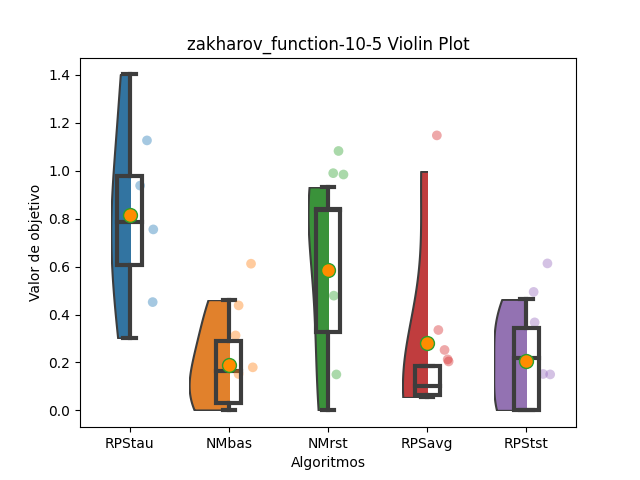 zakharov_function-10-5 Violin Plot
Valor de objetivo
1.4
1.2
1.0
0.8
0.6
0.4
0.2
0.0
RPStau NMbas NMrst RPSavg RPStst
Algoritmos